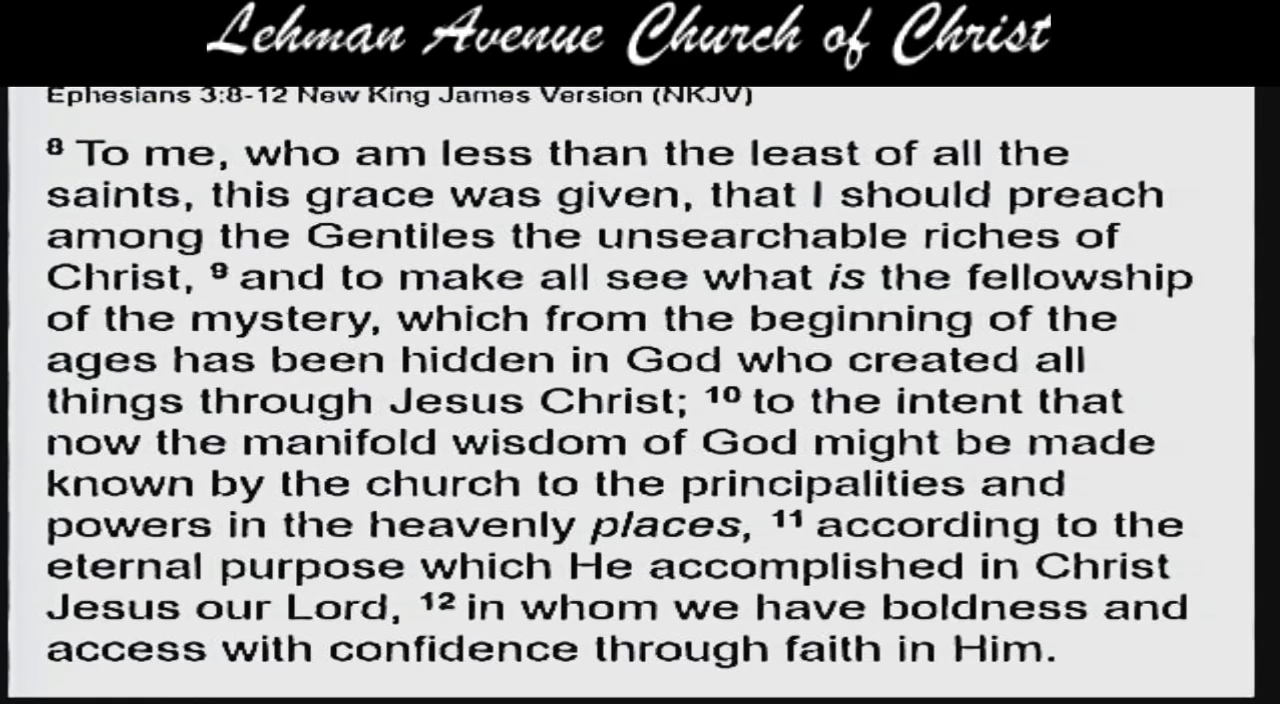 Lehman Avenue Church of Christ
Ephesians 3:8-12 New King James Version (NKJV)
8 To me, who am less than the least of all the
saints, this grace was given, that I should preach
among the Gentiles the unsearchable riches of
Christ, 9 and to make all see what is the fellowship
of the mystery, which from the beginning of the
ages has been hidden in God who created all
things through Jesus Christ; 10 to the intent that
now the manifold wisdom of God might be made
known by the church to the principalities and
powers in the heavenly places, 11 according to the
eternal purpose which He accomplished in Christ
Jesus our Lord, 12 in whom we have boldness and
access with confidence through faith in Him.